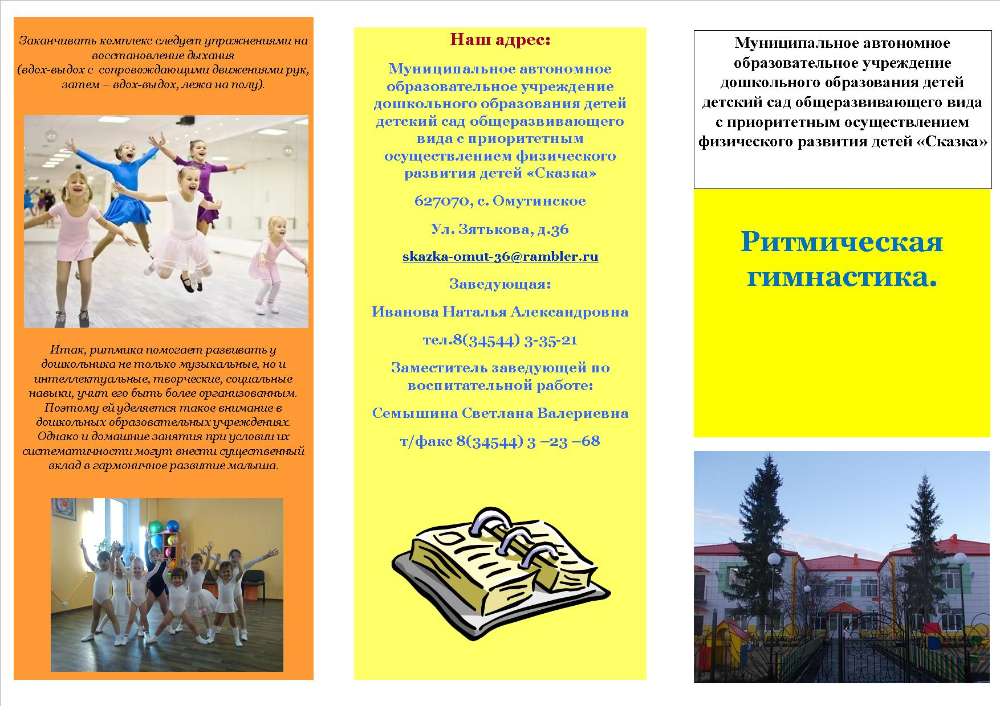 Заканчивать комплекс следует упражнениями на
восстановление дыхания
(вдох-выдох с  сопровождающими движениями рук,
затем – вдох-выдох, лежа на полу).
Итак, ритмика помогает развивать у
дошкольника не только музыкальные, но и
интеллектуальные, творческие, социальные
навыки, учит его быть более организованным.
Поэтому ей уделяется такое внимание в
дошкольных образовательных учреждениях.
Однако и домашние занятия при условии их
систематичности могут внести существенный
вклад в гармоничное развитие малыша.
Наш адрес:
Муниципальное автономное
образовательное учреждение
дошкольного образования детей
детский сад общеразвивающего
вида с приоритетным
осуществлением физического
развития детей «Сказка»
627070, с. Омутинское
Ул. Зятькова, д.36
skazka-omut-36@rambler.ru
Заведующая:
Иванова Наталья Александровна
тел.8(34544) 3-35-21
Заместитель заведующей по
воспитательной работе:
Семышина Светлана Валериевна
т/факс 8(34544) 3 –23 –68
Муниципальное автономное
образовательное учреждение
дошкольного образования детей
детский сад общеразвивающего вида
с приоритетным осуществлением
физического развития детей «Сказка»
Ритмическая
гимнастика.